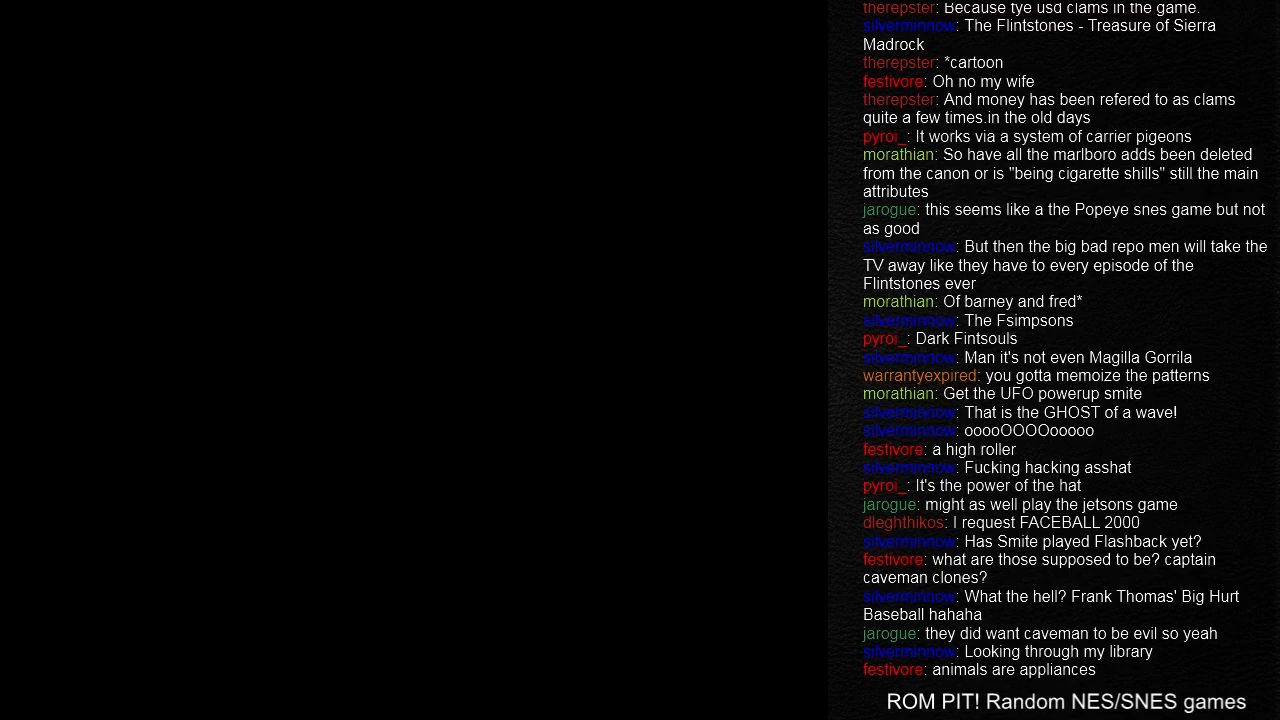 therepster: Because tye usd clams in the game.
silverminnow: The Flintstones - Treasure of Sierra
Madrock
therepster: *cartoon
festivore: Oh no my wife
therepster: And money has been refered to as clams
quite a few times.in the old days
pyroi_: It works via a system of carrier pigeons
morathian: So have all the marlboro adds been deleted
from the canon or is "being cigarette shills" still the main
attributes
jarogue: this seems like a the Popeye snes game but not
as good
silverminnow: But then the big bad repo men will take the
TV away like they have to every episode of the
Flintstones ever
morathian: Of barney and fred*
silverminnow: The Fsimpsons
pyroi_: Dark Fintsouls
silverminnow: Man it's not even Magilla Gorrila
warrantyexpired: you gotta memoize the patterns
morathian: Get the UFO powerup smite
silverminnow: That is the GHOST of a wave!
silverminnow: ooooOOOOooooo
festivore: a high roller
silverminnow: Fucking hacking asshat
pyroi_: It's the power of the hat
jarogue: might as well play the jetsons game
dleghthikos: I request FACEBALL 2000
silverminnow: Has Smite played Flashback yet?
festivore: what are those supposed to be? captain
caveman clones?
silverminnow: What the hell? Frank Thomas' Big Hurt
Baseball hahaha
jarogue: they did want caveman to be evil so yeah
silverminnow: Looking through my library
festivore: animals are appliances
ROM PIT! Random NES/SNES games